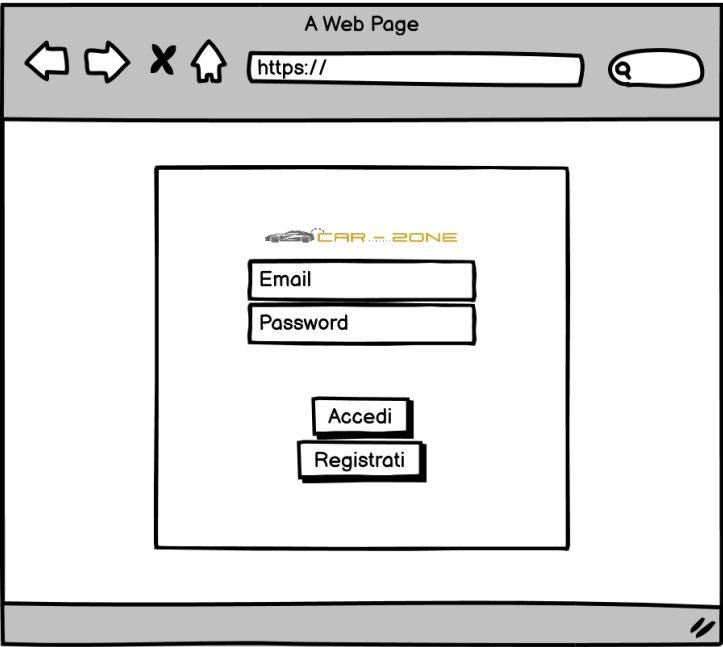 A Web Page
https://
CAR - ZONE
Email
Password
Accedi
Registrati